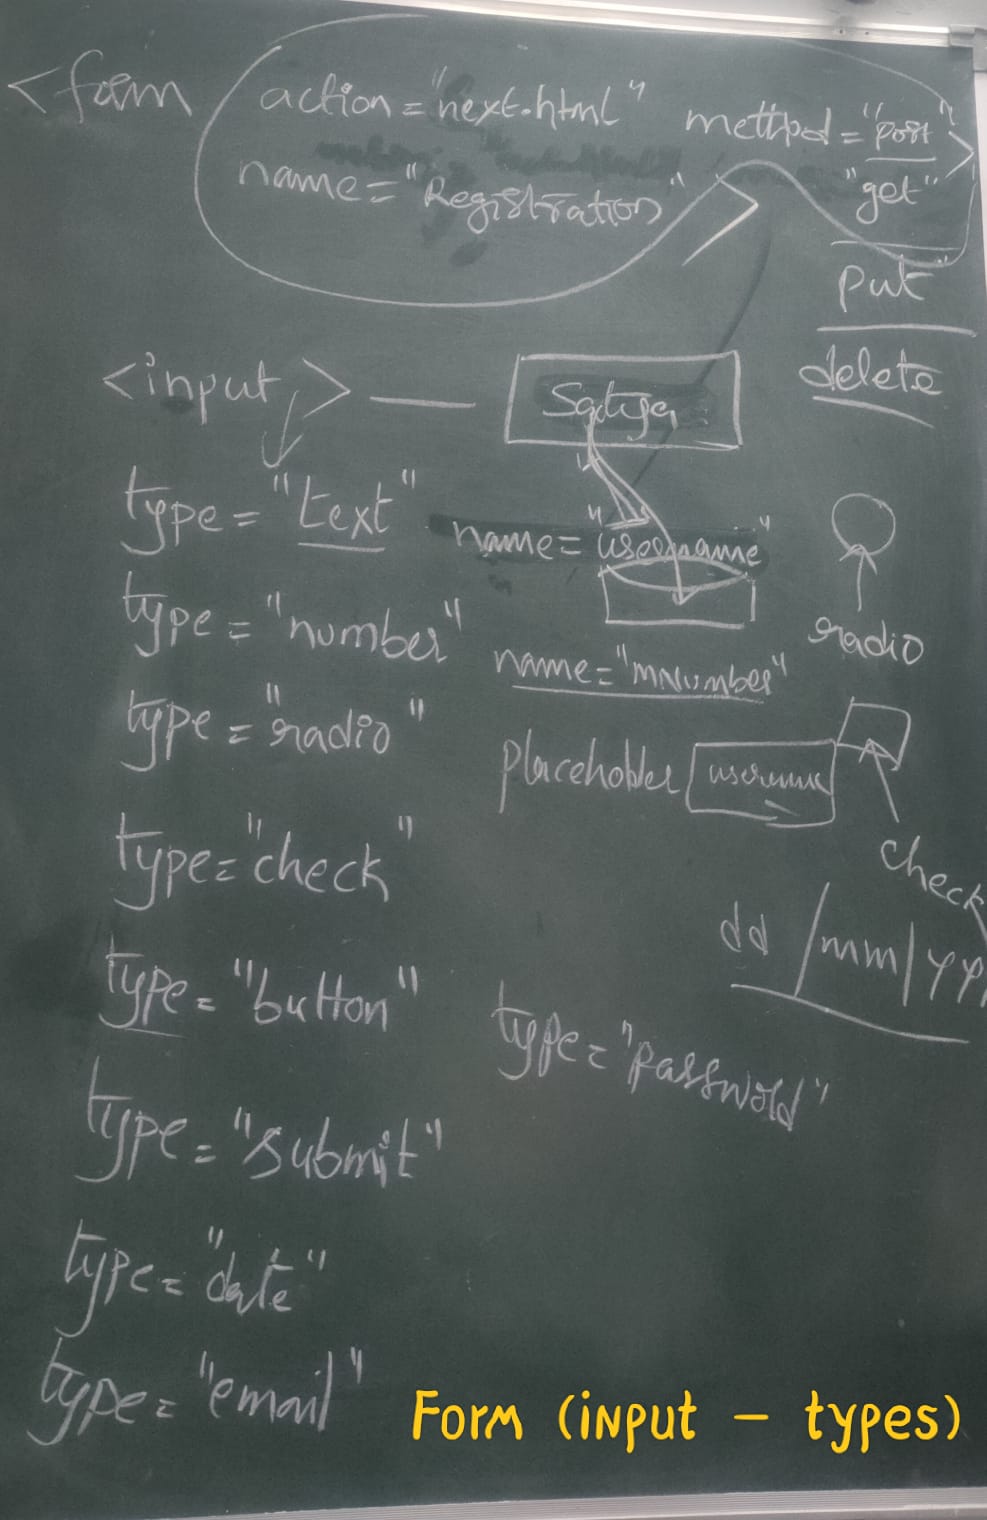 <form action="next.html" method="post">
"get"
name="Registration">
put"
delete
<input > —
type="text" name="username"
type="number" name="mNumber"
radio
type="radio"
placeholder username
type="check"
check
dd/mm/yy
type="button"
type="password"
type="submit"
type="date"
type="email"
Form (input - types)